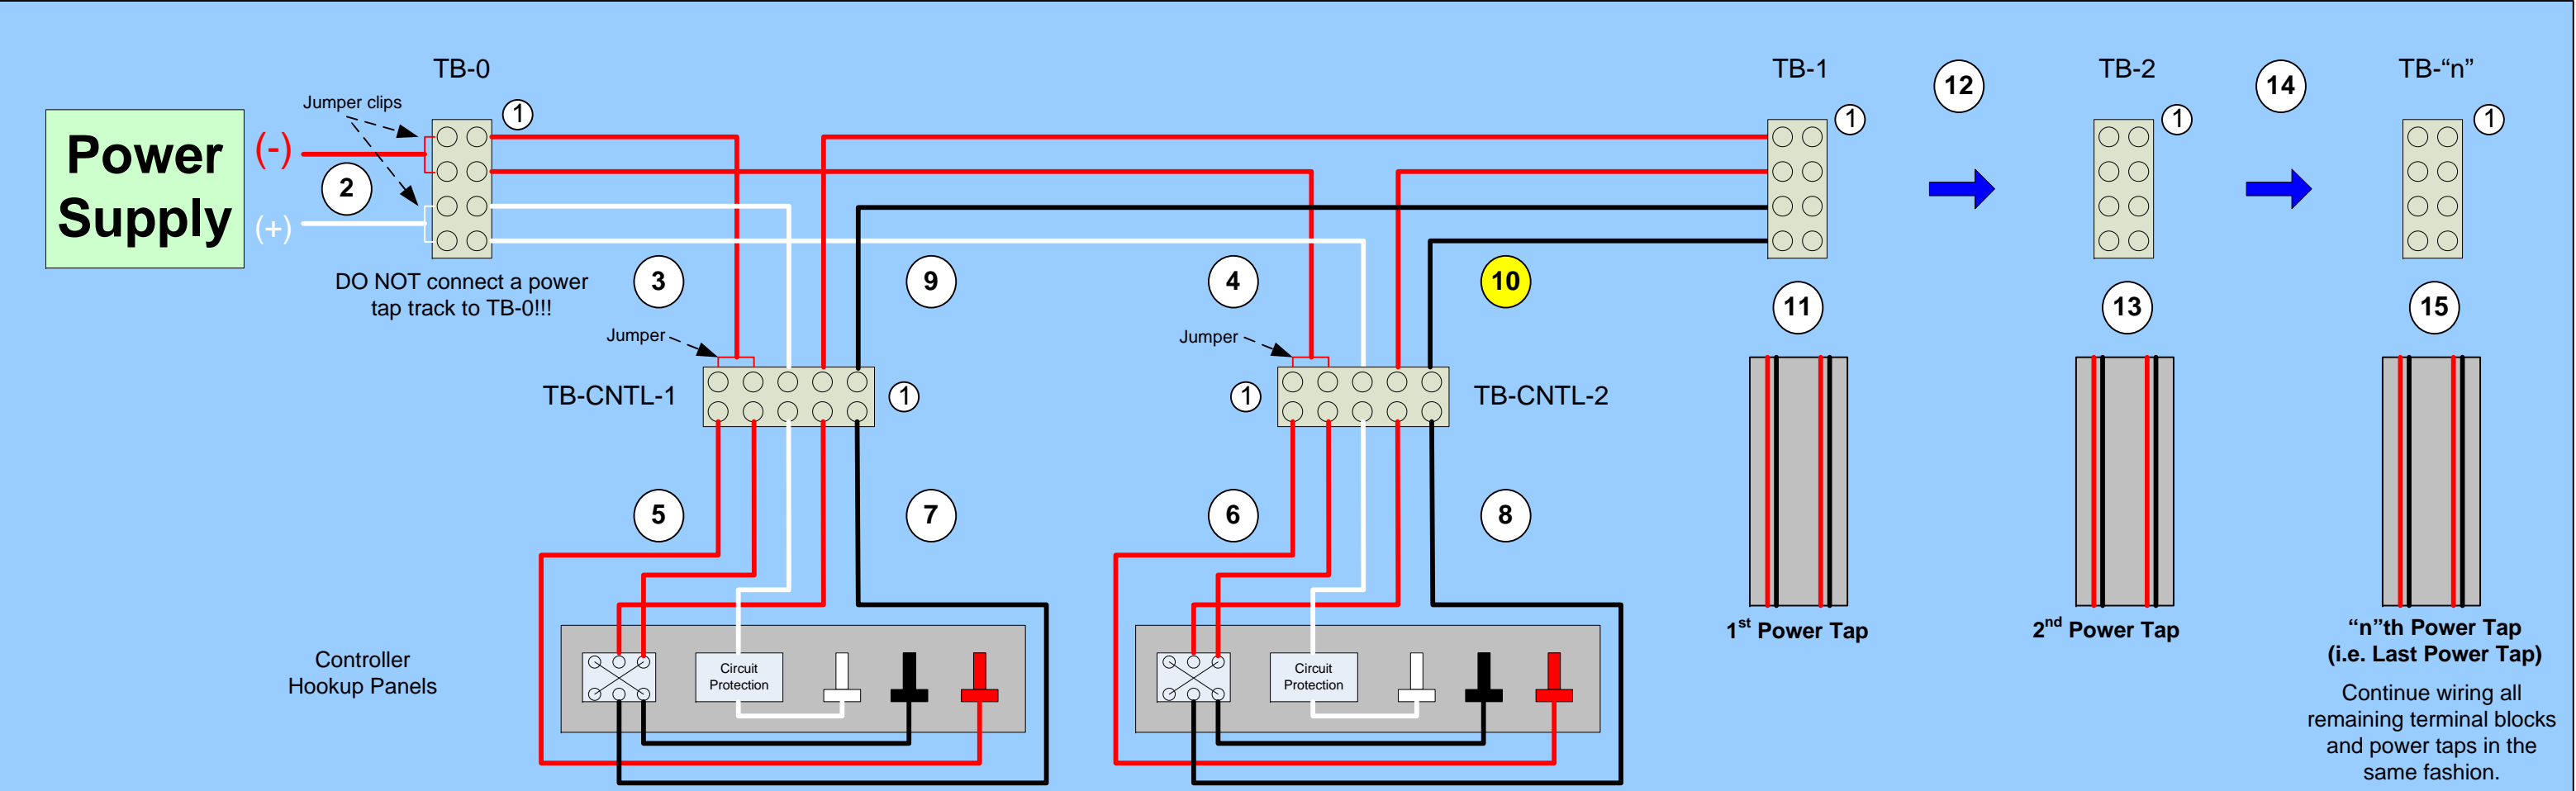 TB-0
TB-1
12
TB-2
14
TB-“n”
Jumper clips
1
1
1
1
Power
Supply
(-)
2
(+)
DO NOT connect a power
tap track to TB-0!!!
3
9
4
10
11
13
15
Jumper
Jumper
TB-CNTL-1
1
1
TB-CNTL-2
5
7
6
8
1st Power Tap
2nd Power Tap
“n”th Power Tap
(i.e. Last Power Tap)
Controller
Hookup Panels
Circuit
Protection
Circuit
Protection
Continue wiring all
remaining terminal blocks
and power taps in the
same fashion.